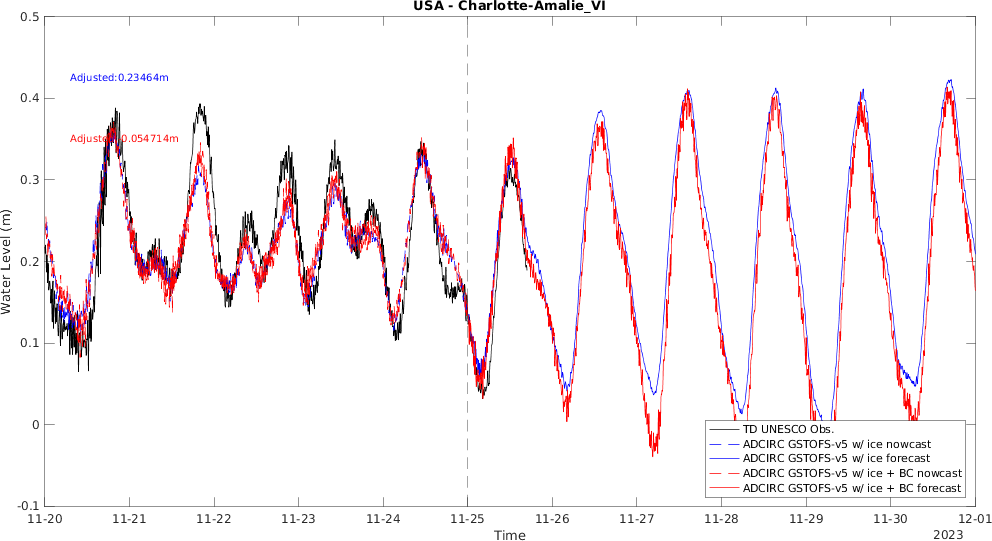 USA - Charlotte-Amalie_VI
0.5
0.4
0.3
0.2
0.1
0
-0.1
Water Level (m)
Adjusted:0.23464m
Adjusted: 0.054714m
TD UNESCO Obs.
ADCIRC GSTOFS-v5 w/ ice nowcast
ADCIRC GSTOFS-v5 w/ ice forecast
ADCIRC GSTOFS-v5 w/ ice + BC nowcast
ADCIRC GSTOFS-v5 w/ ice + BC forecast
11-20 11-21 11-22 11-23 11-24 11-25 11-26 11-27 11-28 11-29 11-30 12-01
Time
2023